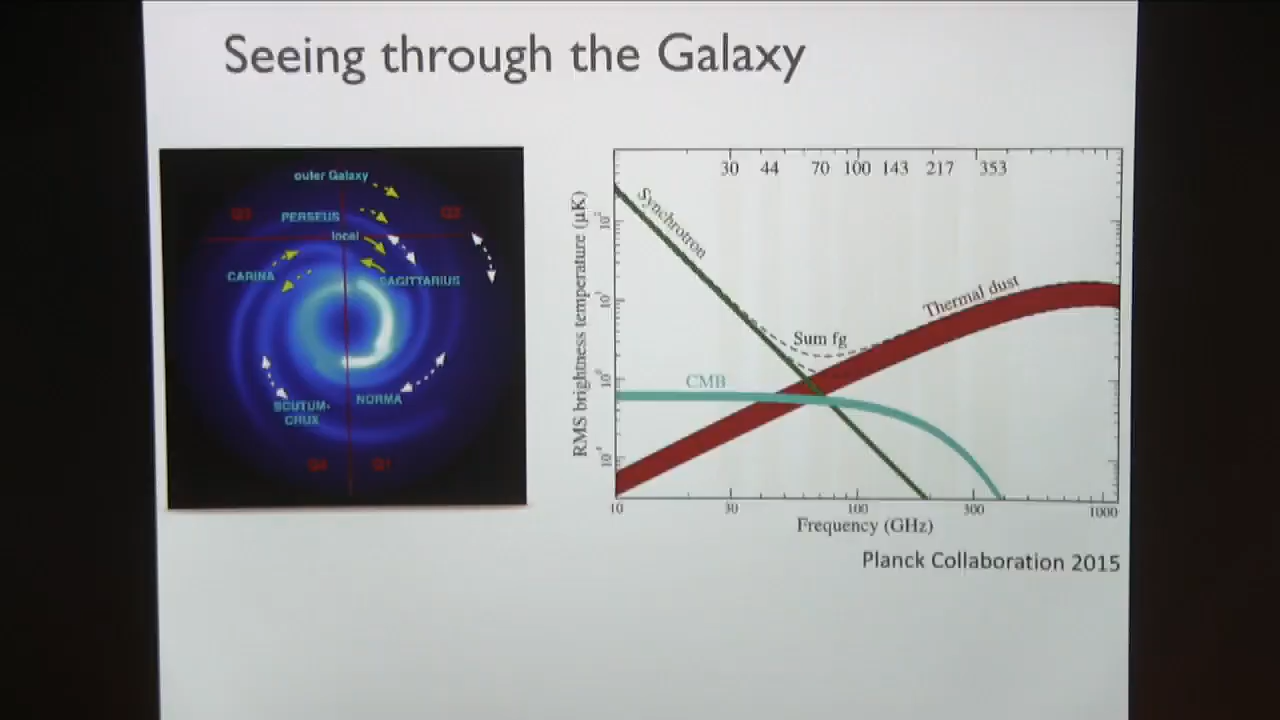 Seeing through the Galaxy
outer Galaxy
PERSEUS
local
CARINA
SAGITTARIUS
SCUTUM-
CRUX
NORMA
Q1
30 44 70 100 143 217 353
Synchrotron
Thermal dust
Sum fg
CMB
RMS brightness temperature (µK)
10 30 100 300 1000
Frequency (GHz)
Planck Collaboration 2015